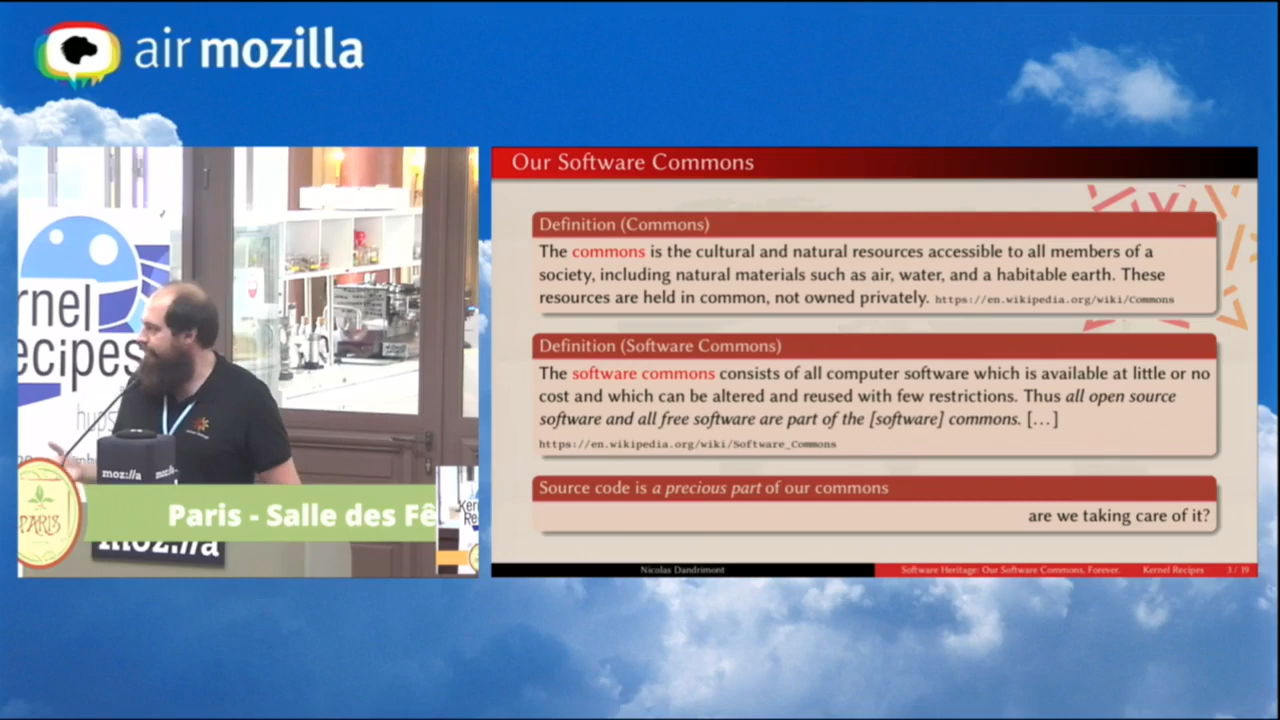 air mozilla
Our Software Commons
Definition (Commons)
The commons is the cultural and natural resources accessible to all members of a
society, including natural materials such as air, water, and a habitable earth. These
resources are held in common, not owned privately. https://en.wikipedia.org/wiki/Commons
Definition (Software Commons)
The software commons consists of all computer software which is available at little or no
cost and which can be altered and reused with few restrictions. Thus all open source
software and all free software are part of the [software] commons. […]
https://en.wikipedia.org/wiki/Software_Commons
Source code is a precious part of our commons
are we taking care of it?
Nicolas Dandrimont
Software Heritage: Our Software Commons, Forever.
Kernel Recipes
3 / 19
rnel
ecipes
hups
moz://a
moz://a
PARIS
Paris - Salle des Fê
moz://a
Ker
Re